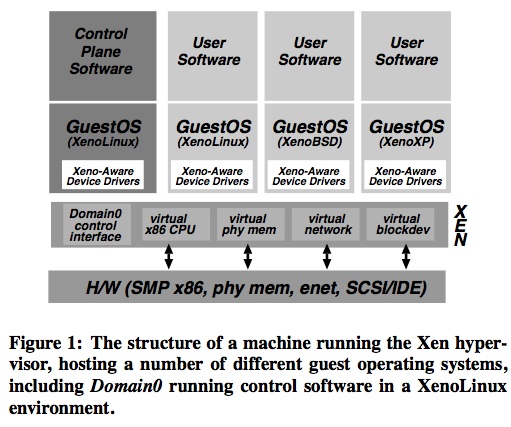 Control
Plane
Software
User
Software
User
Software
User
Software
GuestOS
(XenoLinux)
Xeno-Aware
Device Drivers
GuestOS
(XenoLinux)
Xeno-Aware
Device Drivers
GuestOS
(XenoBSD)
Xeno-Aware
Device Drivers
GuestOS
(XenoXP)
Xeno-Aware
Device Drivers
Domain0
control
interface
virtual
x86 CPU
virtual
phy mem
virtual
network
virtual
blockdev
XEN
H/W (SMP x86, phy mem, enet, SCSI/IDE)
Figure 1: The structure of a machine running the Xen hyper-
visor, hosting a number of different guest operating systems,
including Domain0 running control software in a XenoLinux
environment.